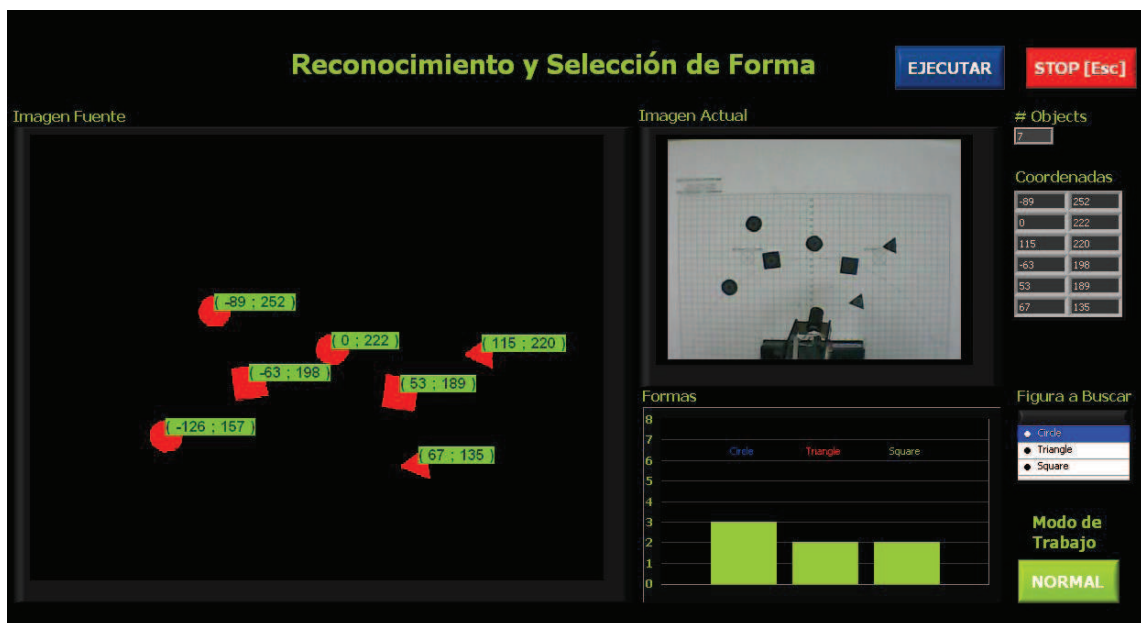 Reconocimiento y Selección de Forma
EJECUTAR
STOP [Esc]
Imagen Fuente
( -89 ; 252 )
( 0 ; 222 )
( 115 ; 220 )
( -63 ; 198 )
( 53 ; 189 )
( -126 ; 157 )
( 67 ; 135 )
Imagen Actual
# Objects
7
Coordenadas
-89 252
0 222
115 220
-63 198
53 189
67 135
Formas
8
7
6
5
4
3
2
1
0
Circle Triangle Square
Figura a Buscar
Circle
Triangle
Square
Modo de
Trabajo
NORMAL